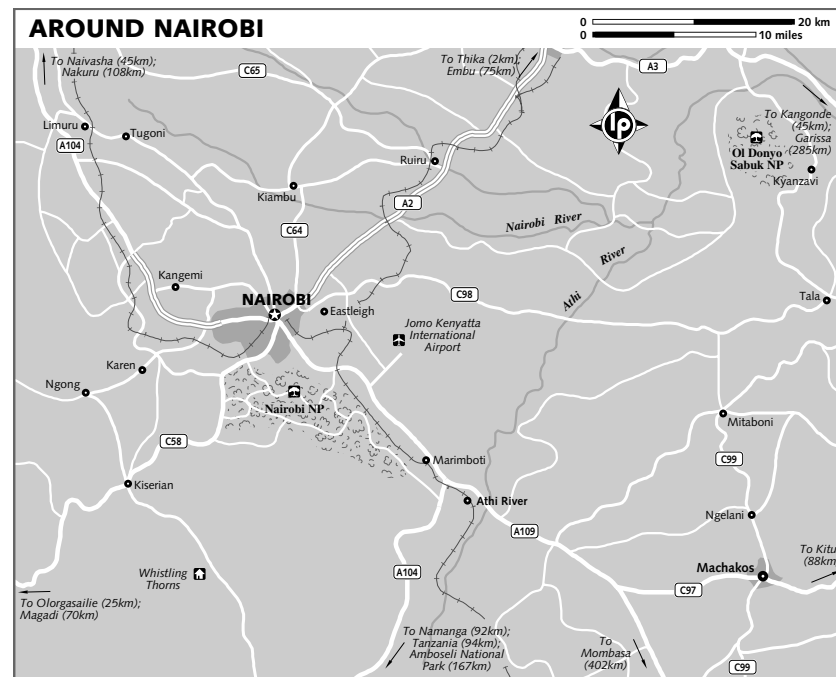 AROUND NAIROBI
0 20 km
0 10 miles
To Naivasha (45km);
Nakuru (108km)
C65
To Thika (2km);
Embu (75km)
A3
To Kangonde
(45km);
Garissa
(285km)
lp
Limuru
Tugoni
A104
Ruiru
Ol Donyo
Sabuk NP
Kyanzavi
Kiambu
A2
Nairobi River
C64
Athi River
Kangemi
NAIROBI
C98
Eastleigh
Tala
Jomo Kenyatta
International
Airport
Karen
Ngong
Nairobi NP
Mitaboni
C58
Marimboti
C99
Kiserian
Athi River
Ngelani
A109
Whistling
Thorns
A104
Machakos
To Kitu
(88km)
C97
To Olorgasailie (25km);
Magadi (70km)
To Namanga (92km);
Tanzania (94km);
Amboseli National
Park (167km)
To
Mombasa
(402km)
C99